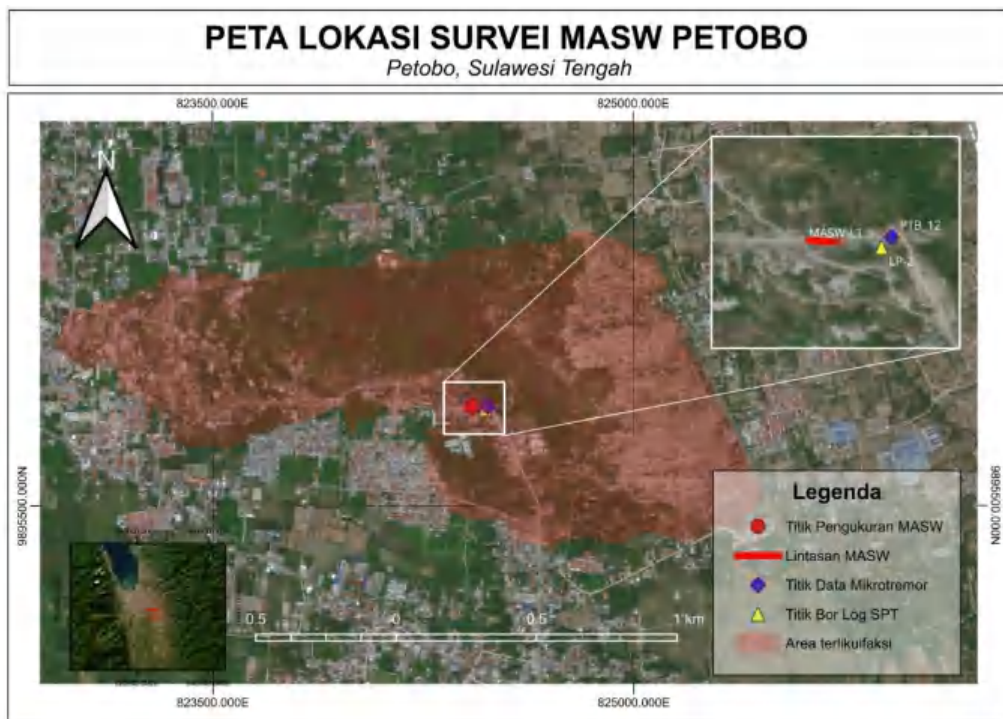 PETA LOKASI SURVEI MASW PETOBO
Petobo, Sulawesi Tengah
823500.000E
825000.000E
N
MASW-L1
PTB_12
LP-2
9895500.000N
9895500.000N
Legenda
Titik Pengukuran MASW
Lintasan MASW
Titik Data Mikrotremor
Titik Bor Log SPT
Area terlikuifaksi
0.5 0 0.5 1 km
823500.000E
825000.000E